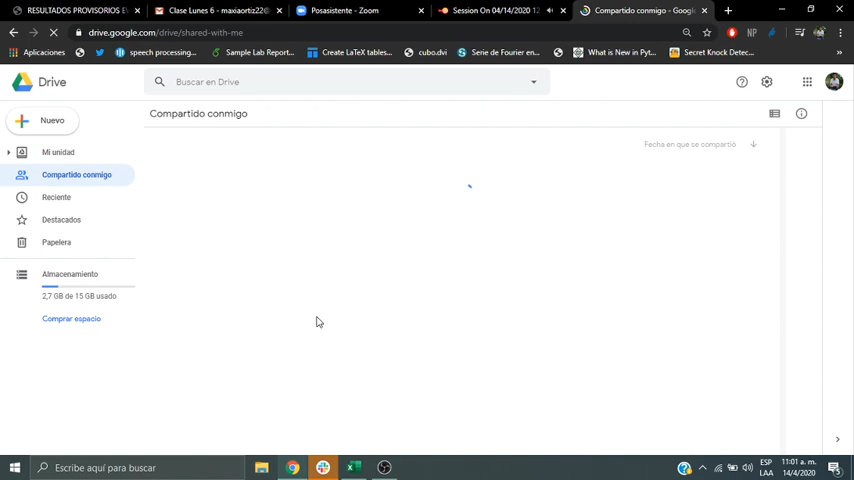 RESULTADOS PROVISORIOS E
Clase Lunes 6 - maxiaortiz22@
Posasistente - Zoom
Session On 04/14/2020 12
Compartido conmigo - Goog
drive.google.com/drive/shared-with-me
Aplicaciones
speech processing...
Sample Lab Report...
Create LaTeX tables...
cubo.dvi
Serie de Fourier en...
What is New in Pyt...
Secret Knock Detec...
»
Drive
Buscar en Drive
Nuevo
Compartido conmigo
Fecha en que se compartió
Mi unidad
Compartido conmigo
Reciente
Destacados
Papelera
Almacenamiento
2,7 GB de 15 GB usado
Comprar espacio
Escribe aquí para buscar
ESP
LAA
11:01 a. m.
14/4/2020
5